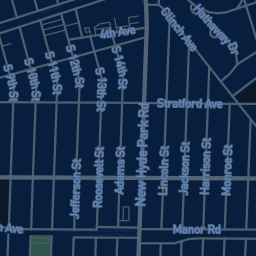 Hathaway Dr
Clinch Ave
4th Ave
S 14th St
S 13th St
S 12th St
S 11th St
S 10th St
S 9th St
Stratford Ave
New Hyde Park Rd
Jefferson St
Roosevelt St
Adams St
Lincoln St
Jackson St
Harrison St
Monroe St
Manor Rd
Ave